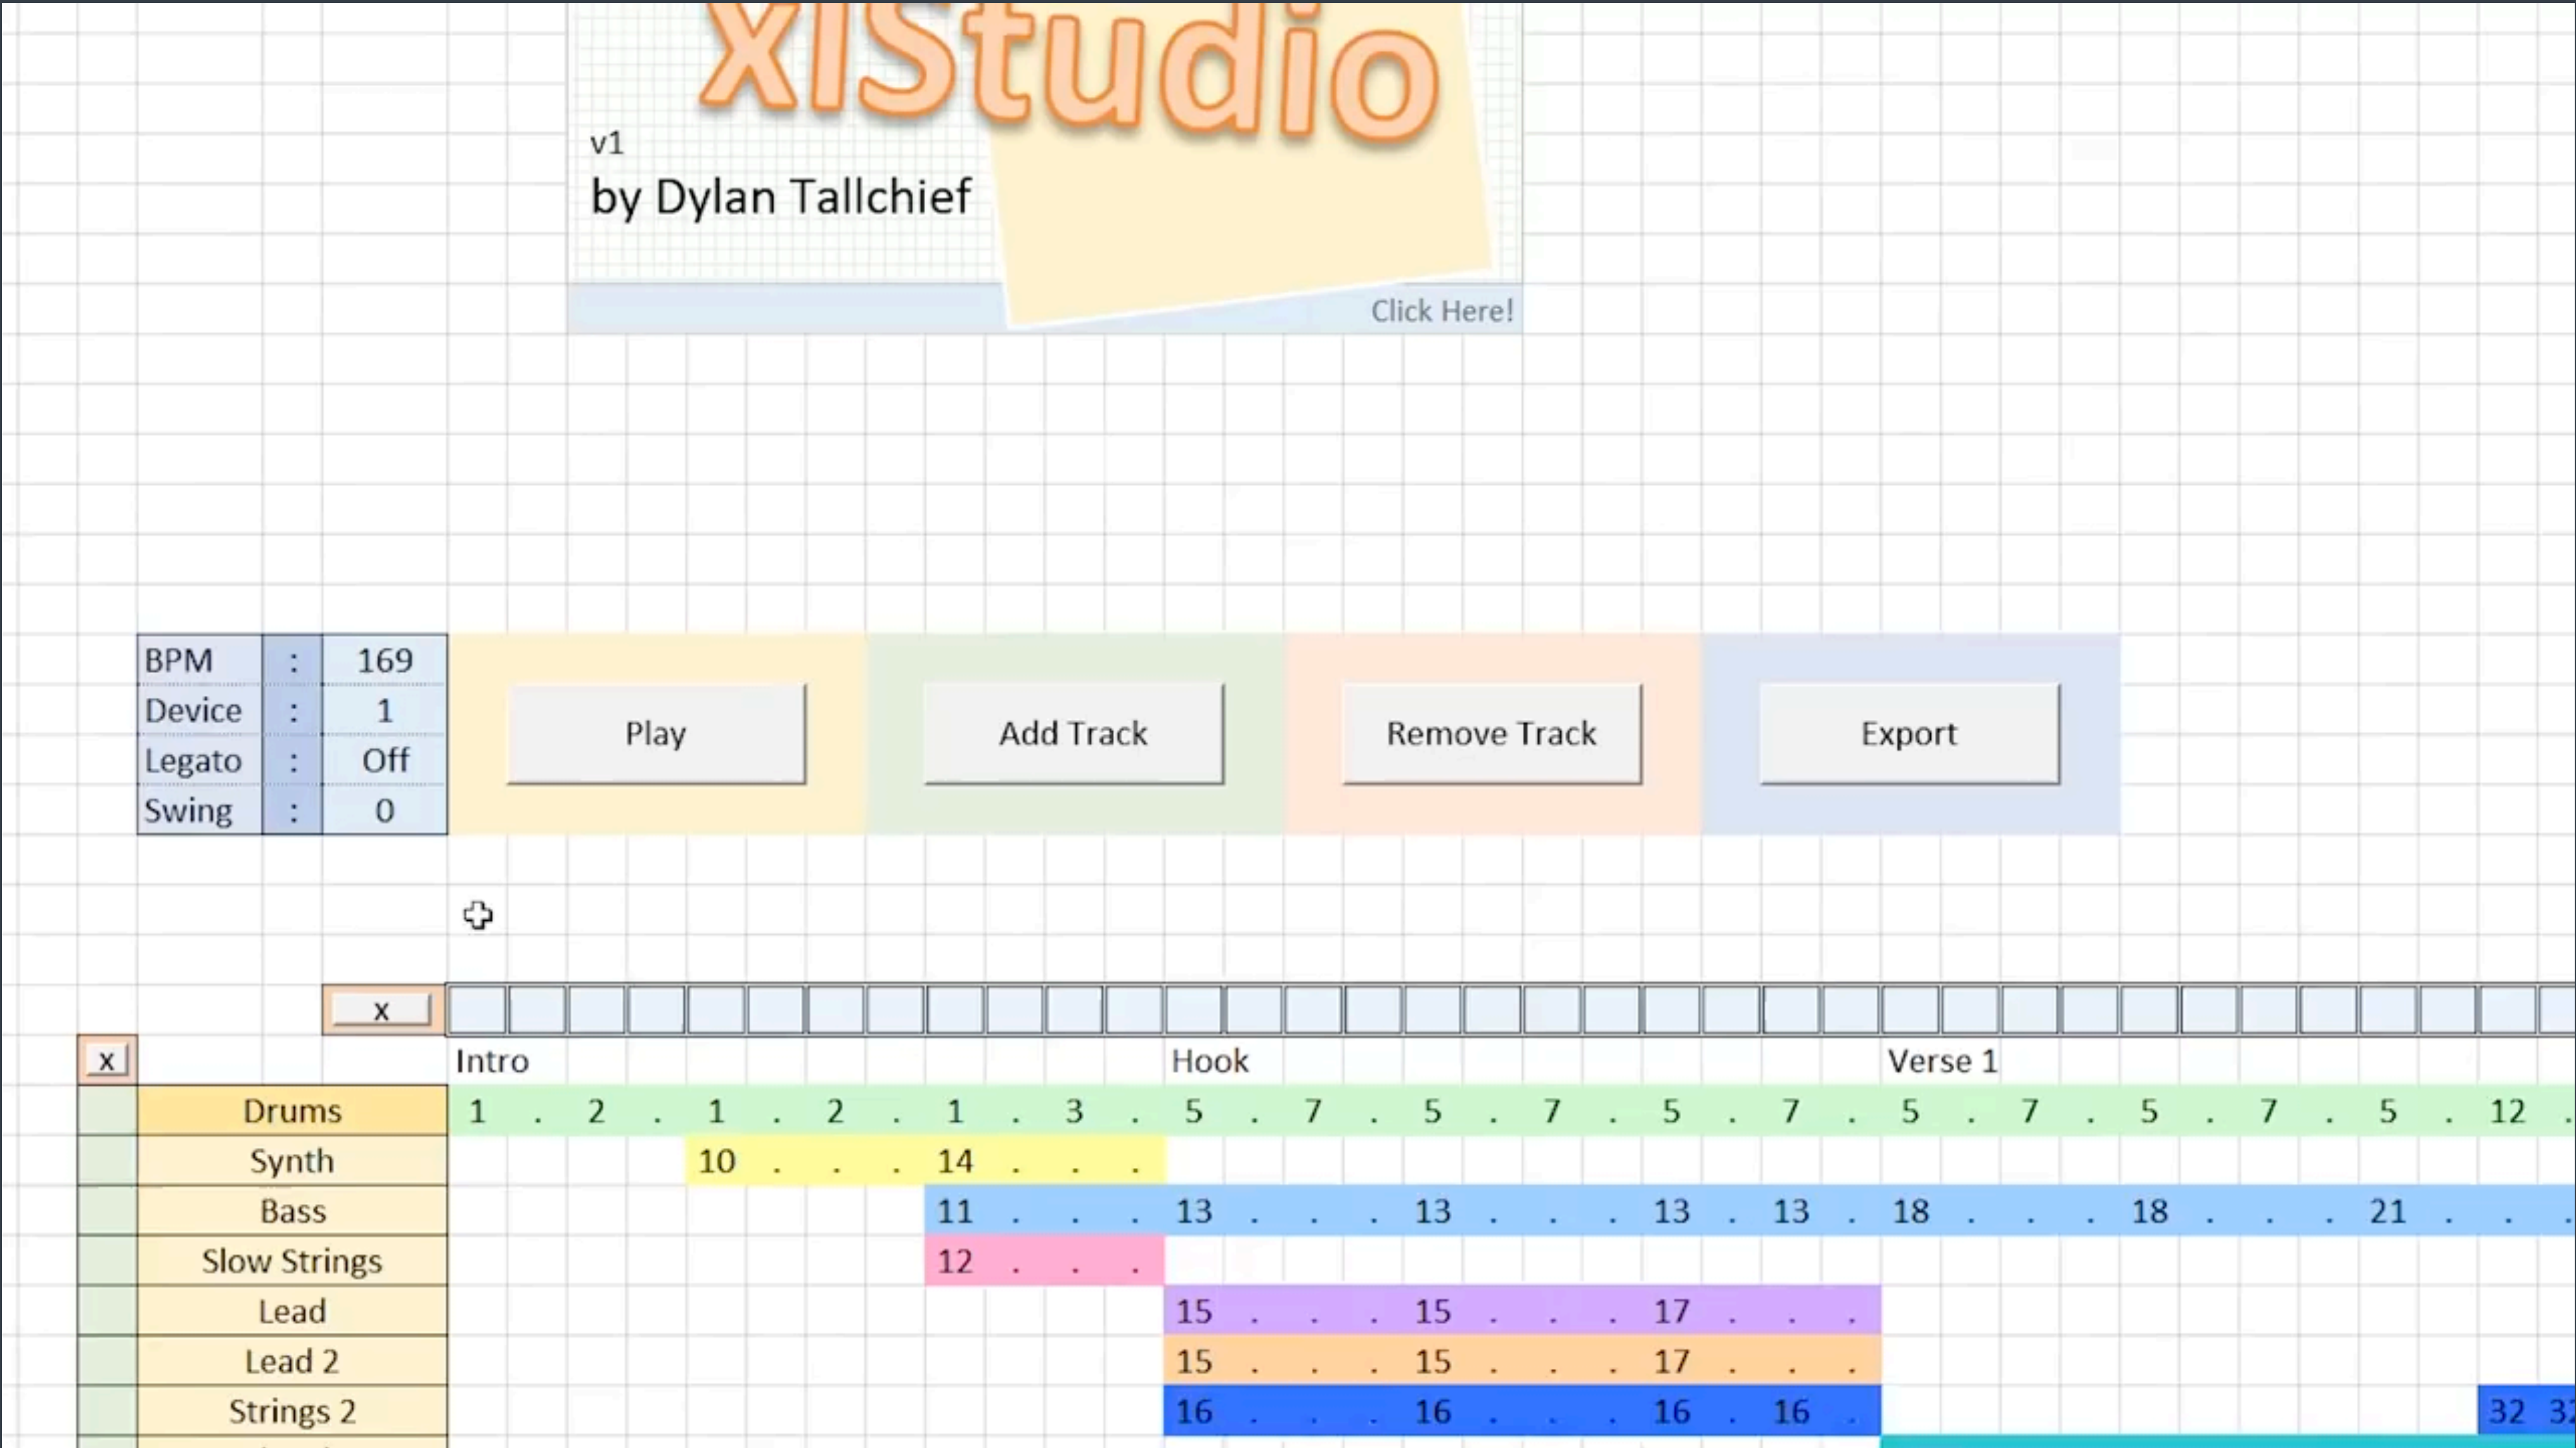 xlStudio
v1
by Dylan Tallchief
Click Here!
BPM : 169
Device : 1
Legato : Off
Swing : 0
Play
Add Track
Remove Track
Export
x
x
Intro Hook Verse 1
Drums 1 . 2 . 1 . 2 . 1 . 3 . 5 . 7 . 5 . 7 . 5 . 7 . 5 . 7 . 5 . 7 . 5 . 12 .
Synth 10 . . . 14 . . .
Bass 11 . . . 13 . . . 13 . . . 13 . 13 . 18 . . . 18 . . . 21 . . .
Slow Strings 12 . . .
Lead 15 . . . 15 . . . 17 . . .
Lead 2 15 . . . 15 . . . 17 . . .
Strings 2 16 . . . 16 . . . 16 . 16 . 32